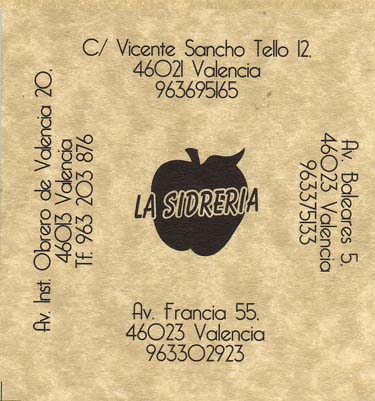 C/ Vicente Sancho Tello 12.
46021 Valencia
963695165
Av. Inst. Obrero de Valencia 20.
46013 Valencia
Tf. 963 203 876
LA SIDRERIA
Av. Baleares 5.
46023 Valencia
963375133
Av. Francia 55.
46023 Valencia
963302923